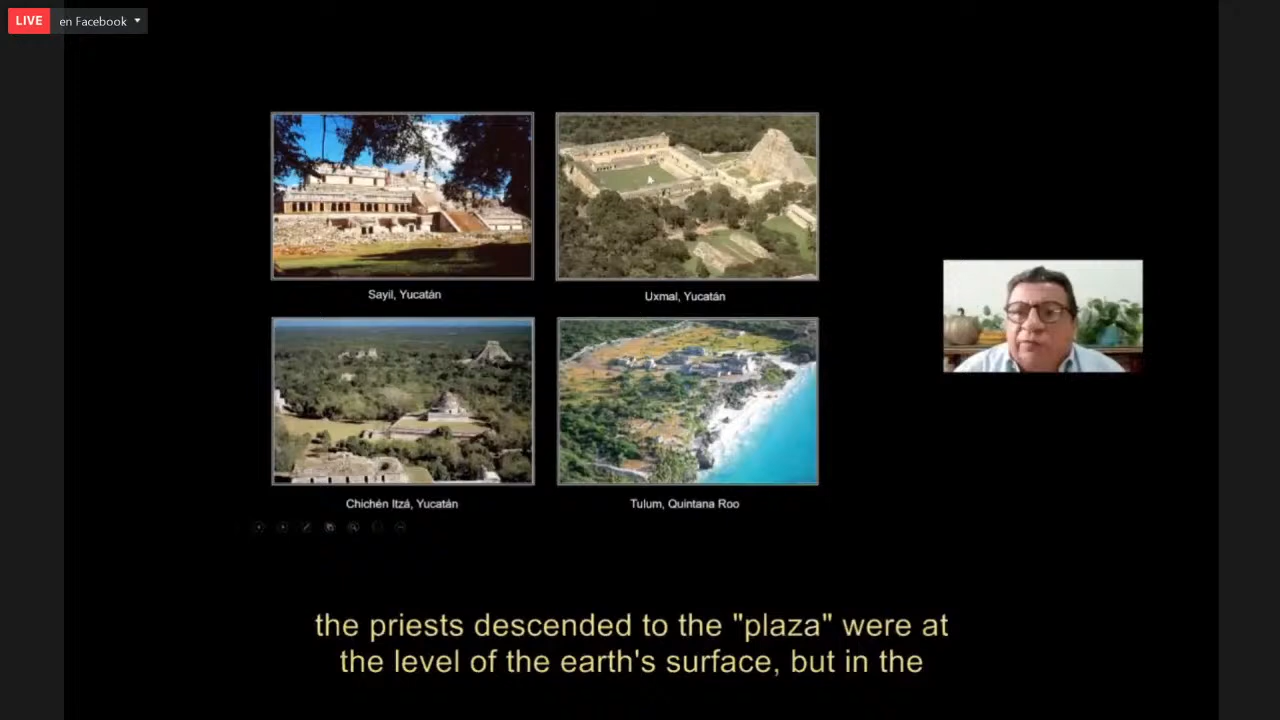 LIVE en Facebook
Sayil, Yucatán
Uxmal, Yucatán
Chichén Itzá, Yucatán
Tulum, Quintana Roo
the priests descended to the "plaza" were at
the level of the earth's surface, but in the